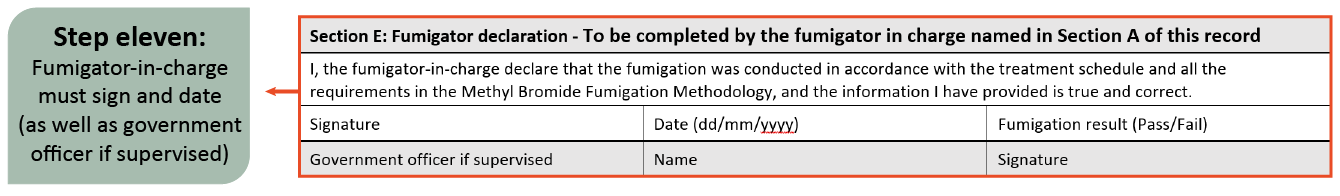 Step eleven:
Fumigator-in-charge
must sign and date
(as well as government
officer if supervised)
Section E: Fumigator declaration - To be completed by the fumigator in charge named in Section A of this record
I, the fumigator-in-charge declare that the fumigation was conducted in accordance with the treatment schedule and all the
requirements in the Methyl Bromide Fumigation Methodology, and the information I have provided is true and correct.
Signature
Date (dd/mm/yyyy)
Fumigation result (Pass/Fail)
Government officer if supervised
Name
Signature